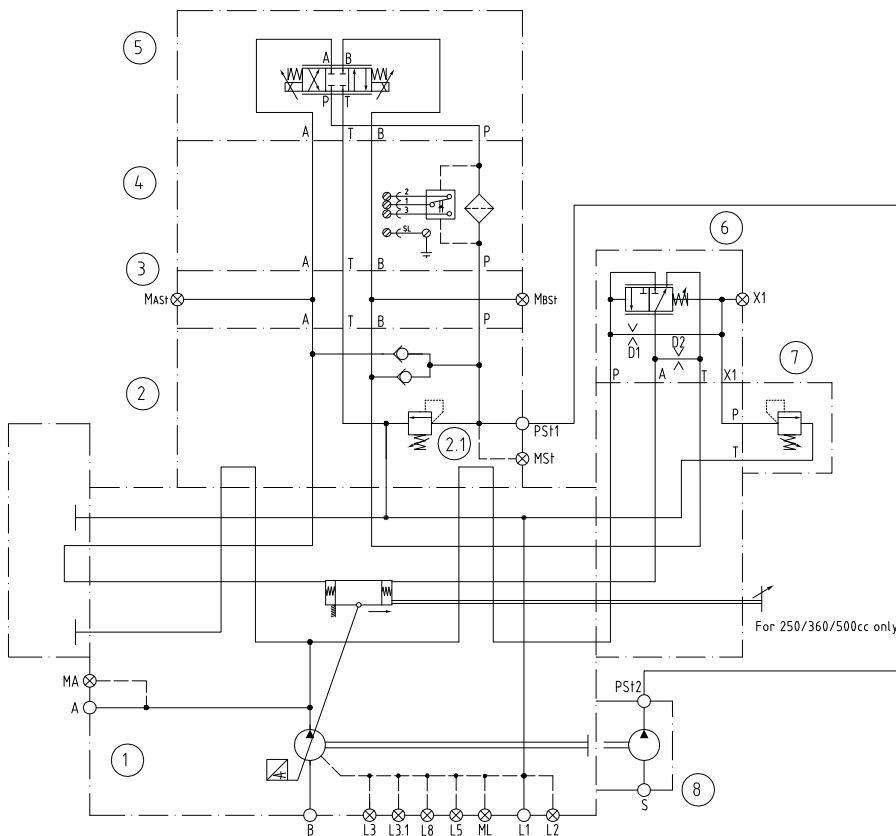 5
A B
P T
A T B P
4
2
1
3
SL
6
3
A T B P
MASt
MBSt
X1
A T B P
D1
D2
7
P A T X1
2
P
2.1
PSt1
T
MSt
For 250/360/500cc only
MA
PSt2
A
1
8
B L3 L3.1 L8 L5 ML L1 L2
S